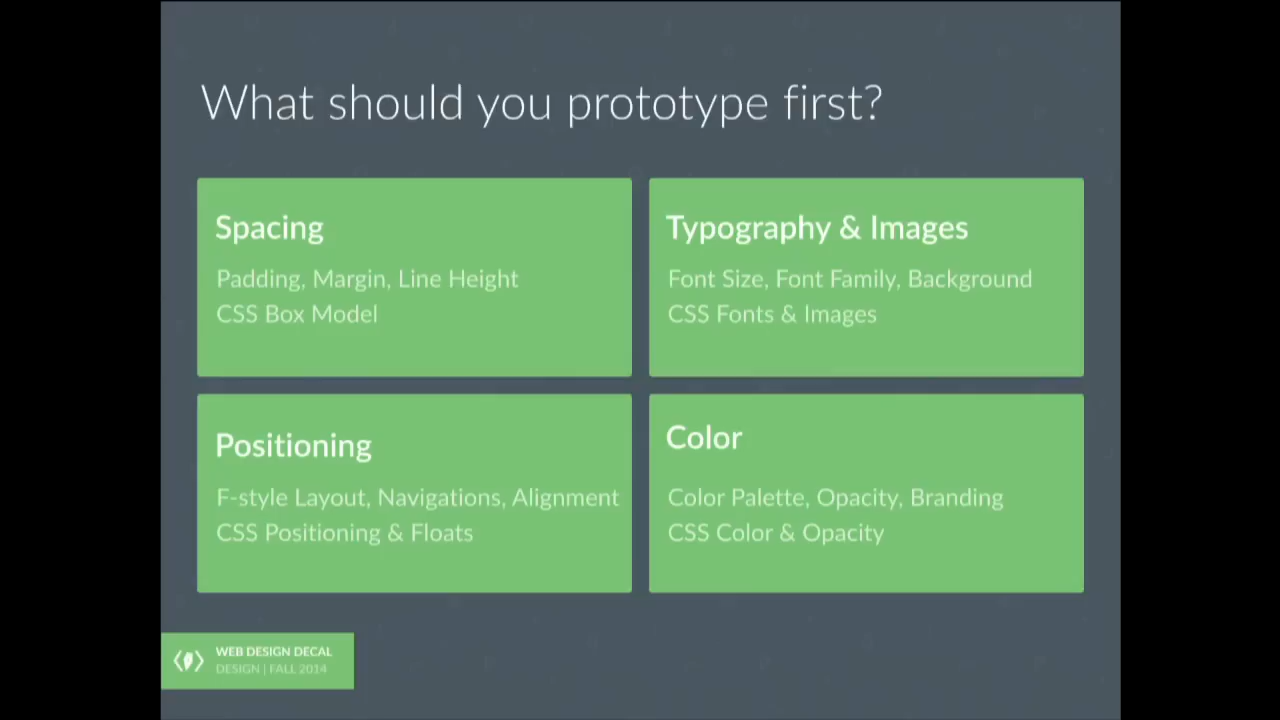 What should you prototype first?
Spacing
Padding, Margin, Line Height
CSS Box Model
Typography & Images
Font Size, Font Family, Background
CSS Fonts & Images
Positioning
F-style Layout, Navigations, Alignment
CSS Positioning & Floats
Color
Color Palette, Opacity, Branding
CSS Color & Opacity
WEB DESIGN DECAL
DESIGN | FALL 2014